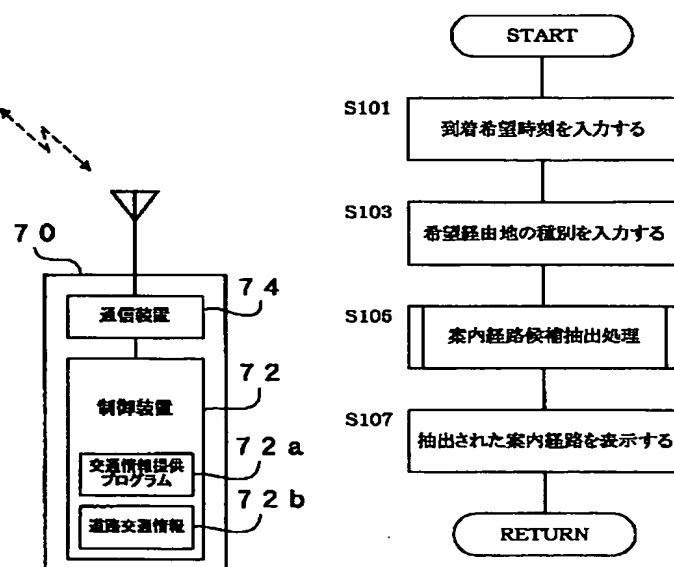 ７０
７４
通信装置
７２
制御装置
７２ａ
交通情報提供
プログラム
７２ｂ
道路交通情報
START
S101
到着希望時刻を入力する
S103
希望経由地の種別を入力する
S105
案内経路候補抽出処理
S107
抽出された案内経路を表示する
RETURN